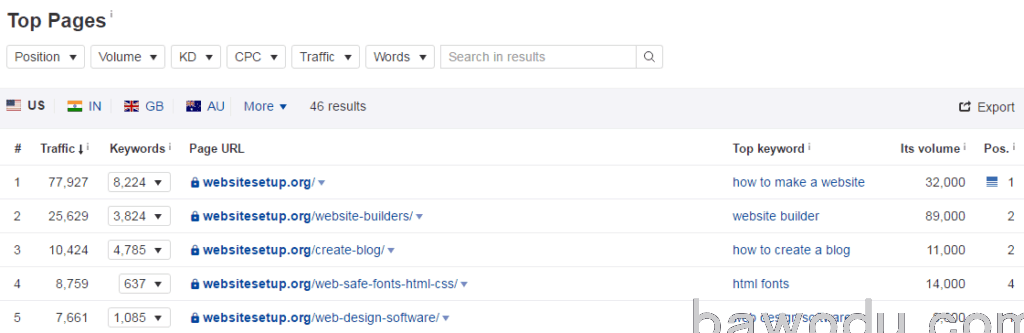 Top Pages i
Position ▼ Volume ▼ KD ▼ CPC ▼ Traffic ▼ Words ▼ Search in results
US IN GB AU More ▼ 46 results Export
# Traffic ↓ i Keywords i Page URL Top keyword i Its volume i Pos. i
1 77,927 8,224 ▼ websitesetup.org/ ▼ how to make a website 32,000 1
2 25,629 3,824 ▼ websitesetup.org/website-builders/ ▼ website builder 89,000 2
3 10,424 4,785 ▼ websitesetup.org/create-blog/ ▼ how to create a blog 11,000 2
4 8,759 637 ▼ websitesetup.org/web-safe-fonts-html-css/ ▼ html fonts 14,000 4
5 7,661 1,085 ▼ websitesetup.org/web-design-software/ ▼ web design software
bawodu.com